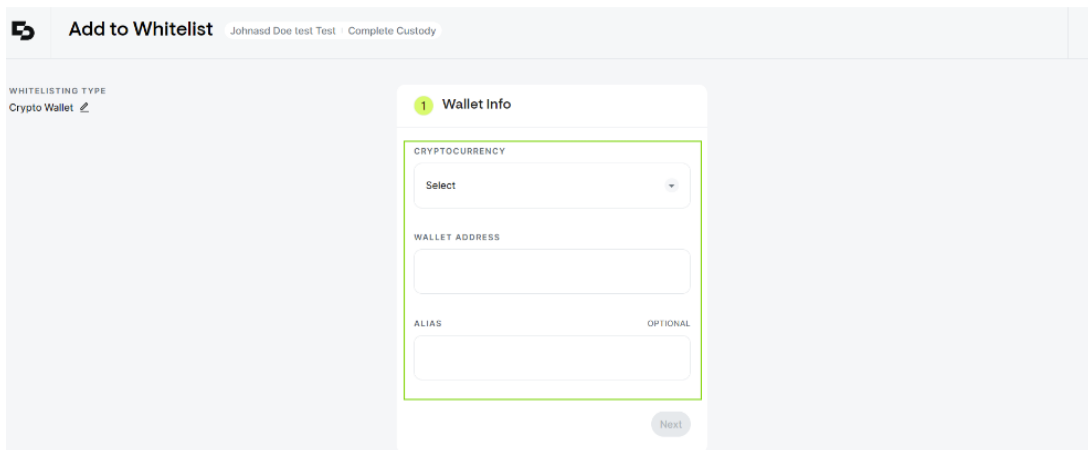 Add to Whitelist
Johnasd Doe test Test Complete Custody
WHITELISTING TYPE
Crypto Wallet
1 Wallet Info
CRYPTOCURRENCY
Select
WALLET ADDRESS
ALIAS OPTIONAL
Next